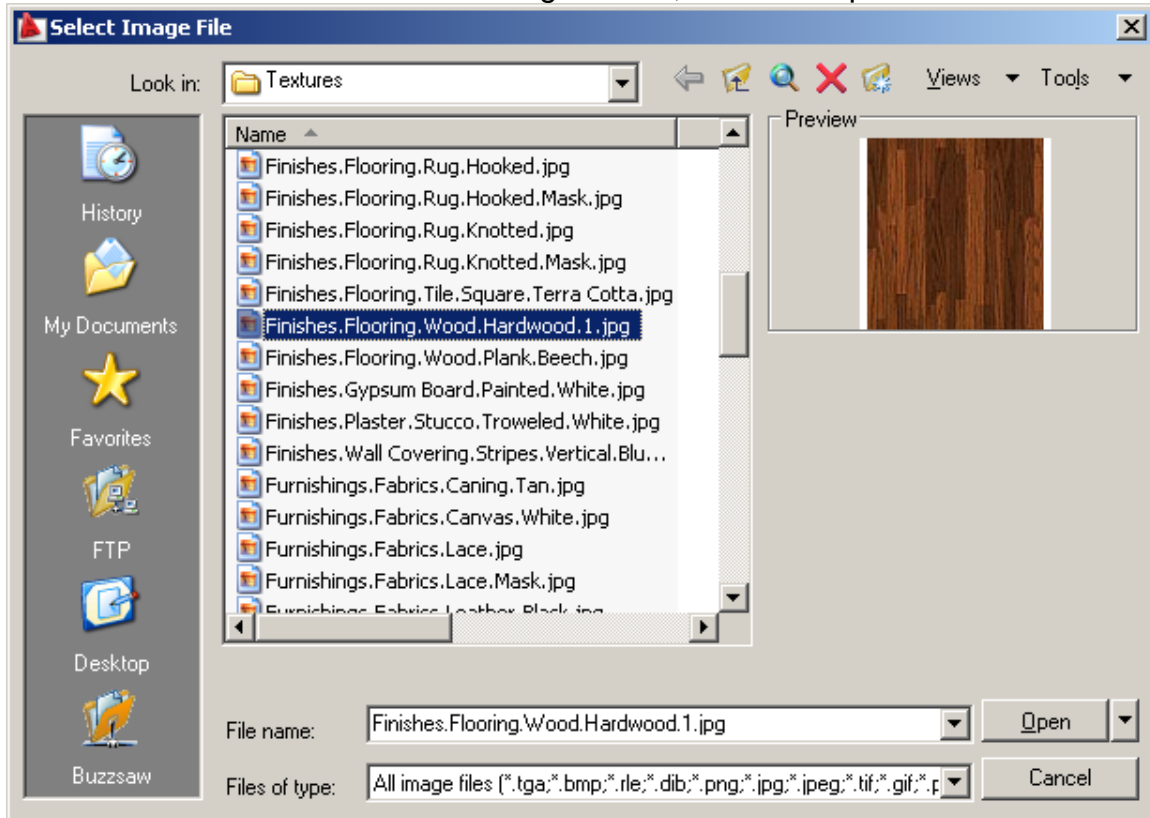 Select Image File
Look in: Textures Views Tools
Name
Preview
Finishes.Flooring.Rug.Hooked.jpg
Finishes.Flooring.Rug.Hooked.Mask.jpg
Finishes.Flooring.Rug.Knotted.jpg
Finishes.Flooring.Rug.Knotted.Mask.jpg
Finishes.Flooring.Tile.Square.Terra Cotta.jpg
Finishes.Flooring.Wood.Hardwood.1.jpg
Finishes.Flooring.Wood.Plank.Beech.jpg
Finishes.Gypsum Board.Painted.White.jpg
Finishes.Plaster.Stucco.Troweled.White.jpg
Finishes.Wall Covering.Stripes.Vertical.Blu...
Furnishings.Fabrics.Caning.Tan.jpg
Furnishings.Fabrics.Canvas.White.jpg
Furnishings.Fabrics.Lace.jpg
Furnishings.Fabrics.Lace.Mask.jpg
Furnishings.Fabrics.Leather.Black.jpg
History
My Documents
Favorites
FTP
Desktop
Buzzsaw
File name: Finishes.Flooring.Wood.Hardwood.1.jpg Open
Files of type: All image files (*.tga;*.bmp;*.rle;*.dib;*.png;*.jpg;*.jpeg;*.tif;*.gif;*.p Cancel